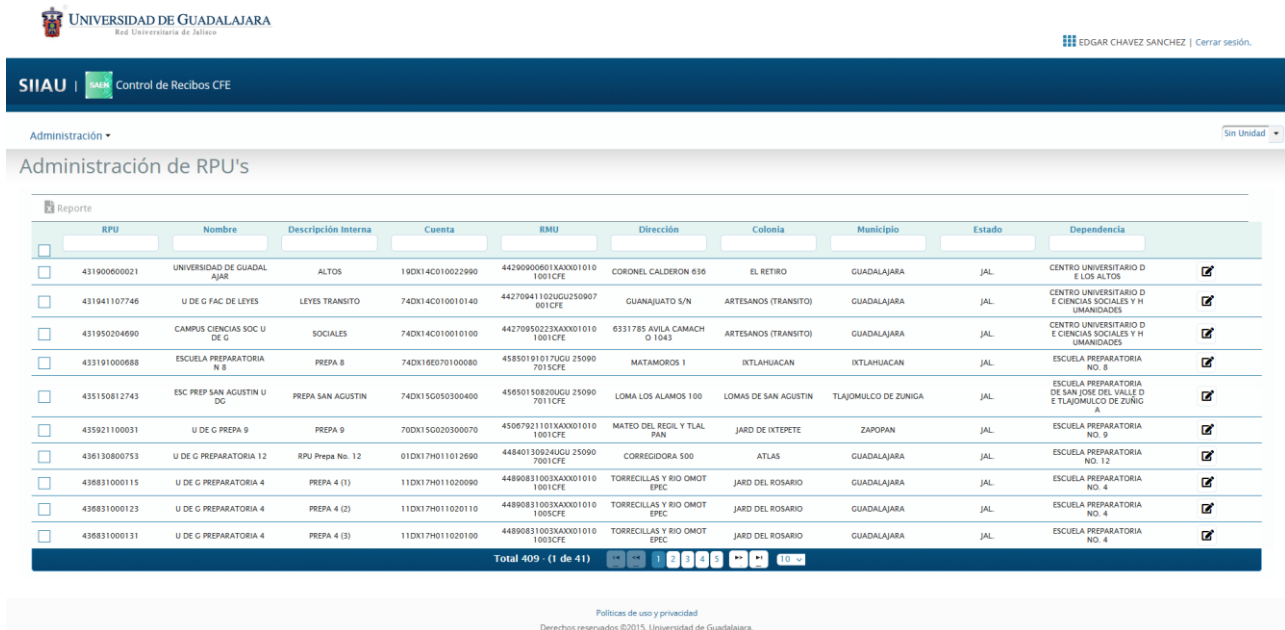 UNIVERSIDAD DE GUADALAJARA
Red Universitaria de Jalisco
EDGAR CHAVEZ SANCHEZ | Cerrar sesión.
SIIAU | SAEN Control de Recibos CFE
Administración
Sin Unidad
Administración de RPU's
Reporte
RPU Nombre Descripción Interna Cuenta RMU Dirección Colonia Municipio Estado Dependencia
431900600021 UNIVERSIDAD DE GUADAL ALTOS 19DX14C010022990 44290900601XAXX01010 CORONEL CALDERON 636 EL RETIRO GUADALAJARA JAL. CENTRO UNIVERSITARIO D
AJAR 1001CFE E LOS ALTOS
431941107746 U DE G FAC DE LEYES LEYES TRANSITO 74DX14C010010140 44270941102UGU250907 GUANAJUATO S/N ARTESANOS (TRANSITO) GUADALAJARA JAL. CENTRO UNIVERSITARIO D
001CFE E CIENCIAS SOCIALES Y H
UMANIDADES
431950204690 CAMPUS CIENCIAS SOC U SOCIALES 74DX14C010010100 44270950223XAXX01010 6331785 AVILA CAMACH ARTESANOS (TRANSITO) GUADALAJARA JAL. CENTRO UNIVERSITARIO D
DE G 1001CFE O 1043 E CIENCIAS SOCIALES Y H
UMANIDADES
433191000688 ESCUELA PREPARATORIA PREPA 8 74DX16E070100080 45850191017UGU 25090 MATAMOROS 1 IXTLAHUACAN IXTLAHUACAN JAL. ESCUELA PREPARATORIA
N 8 7015CFE NO. 8
435150812743 ESC PREP SAN AGUSTIN U PREPA SAN AGUSTIN 74DX15G050300400 45650150820UGU 25090 LOMA LOS ALAMOS 100 LOMAS DE SAN AGUSTIN TLAJOMULCO DE ZUNIGA JAL. ESCUELA PREPARATORIA
DG 7011CFE DE SAN JOSE DEL VALLE D
E TLAJOMULCO DE ZUÑIG
A
435921100031 U DE G PREPA 9 PREPA 9 70DX15G020300070 45067921101XAXX01010 MATEO DEL REGIL Y TLAL JARD DE IXTEPETE ZAPOPAN JAL. ESCUELA PREPARATORIA
1001CFE PAN NO. 9
436130800753 U DE G PREPARATORIA 12 RPU Prepa No. 12 01DX17H011012690 44840130924UGU 25090 CORREGIDORA 500 ATLAS GUADALAJARA JAL. ESCUELA PREPARATORIA
7001CFE NO. 12
436831000115 U DE G PREPARATORIA 4 PREPA 4 (1) 11DX17H011020090 44890831003XAXX01010 TORRECILLAS Y RIO OMOT JARD DEL ROSARIO GUADALAJARA JAL. ESCUELA PREPARATORIA
1001CFE EPEC NO. 4
436831000123 U DE G PREPARATORIA 4 PREPA 4 (2) 11DX17H011020110 44890831003XAXX01010 TORRECILLAS Y RIO OMOT JARD DEL ROSARIO GUADALAJARA JAL. ESCUELA PREPARATORIA
1005CFE EPEC NO. 4
436831000131 U DE G PREPARATORIA 4 PREPA 4 (3) 11DX17H011020100 44890831003XAXX01010 TORRECILLAS Y RIO OMOT JARD DEL ROSARIO GUADALAJARA JAL. ESCUELA PREPARATORIA
1003CFE EPEC NO. 4
Total 409 - (1 de 41) 1 2 3 4 5 10
Políticas de uso y privacidad
Derechos reservados ©2015. Universidad de Guadalajara.